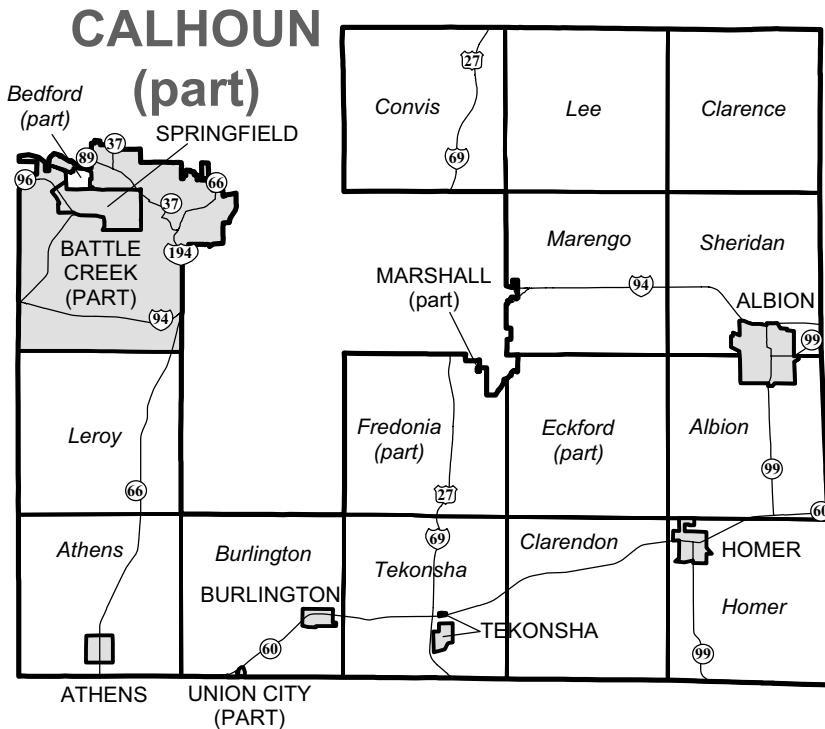 CALHOUN
(part)
27
Convis
Lee
Clarence
69
Bedford
(part)
SPRINGFIELD
37
89
96
66
37
BATTLE
CREEK
(PART)
194
94
Marengo
Sheridan
MARSHALL
(part)
94
ALBION
99
Leroy
66
Fredonia
(part)
27
Eckford
(part)
Albion
99
60
Athens
Burlington
69
Tekonsha
Clarendon
HOMER
BURLINGTON
Homer
TEKONSHA
60
99
ATHENS
UNION CITY
(PART)